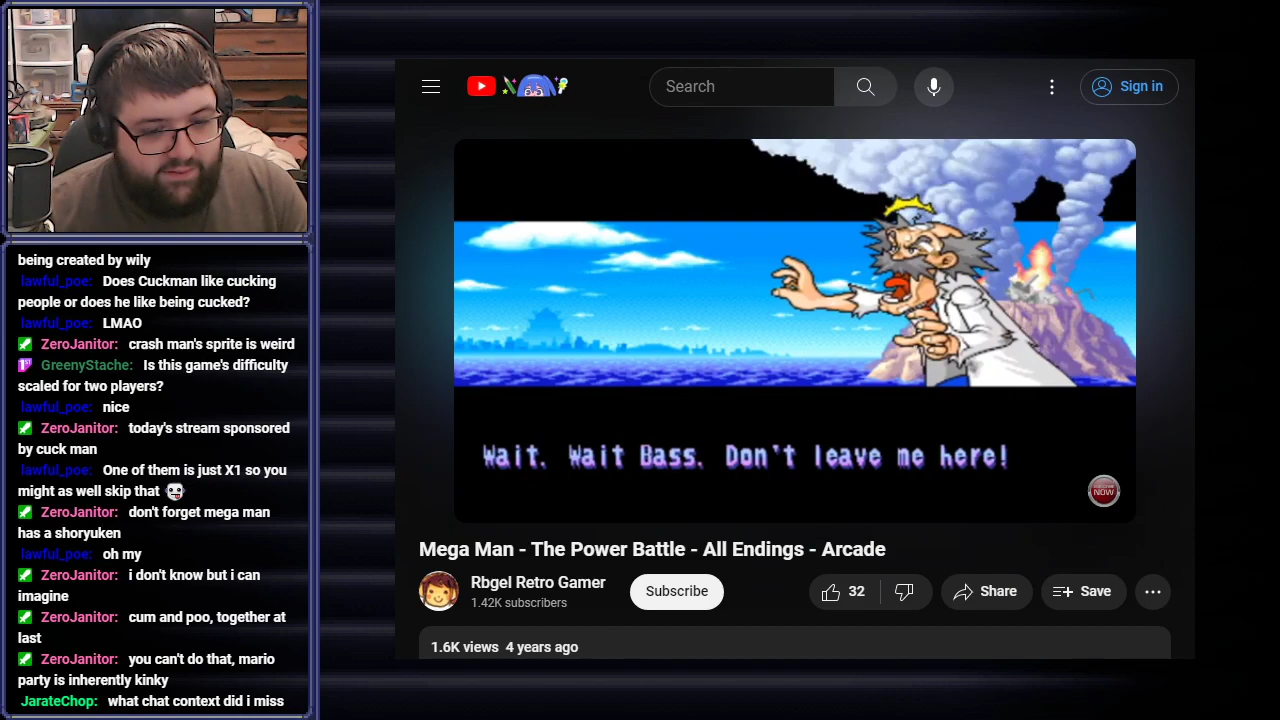 being created by wily
lawful_poe: Does Cuckman like cucking
people or does he like being cucked?
lawful_poe: LMAO
ZeroJanitor: crash man's sprite is weird
GreenyStache: Is this game's difficulty
scaled for two players?
lawful_poe: nice
ZeroJanitor: today's stream sponsored
by cuck man
lawful_poe: One of them is just X1 so you
might as well skip that
ZeroJanitor: don't forget mega man
has a shoryuken
lawful_poe: oh my
ZeroJanitor: i don't know but i can
imagine
ZeroJanitor: cum and poo, together at
last
ZeroJanitor: you can't do that, mario
party is inherently kinky
JarateChop: what chat context did i miss
Search
Sign in
Wait. Wait Bass. Don't leave me here!
NOW
Mega Man - The Power Battle - All Endings - Arcade
Rbgel Retro Gamer
1.42K subscribers
Subscribe
32
Share
Save
1.6K views 4 years ago